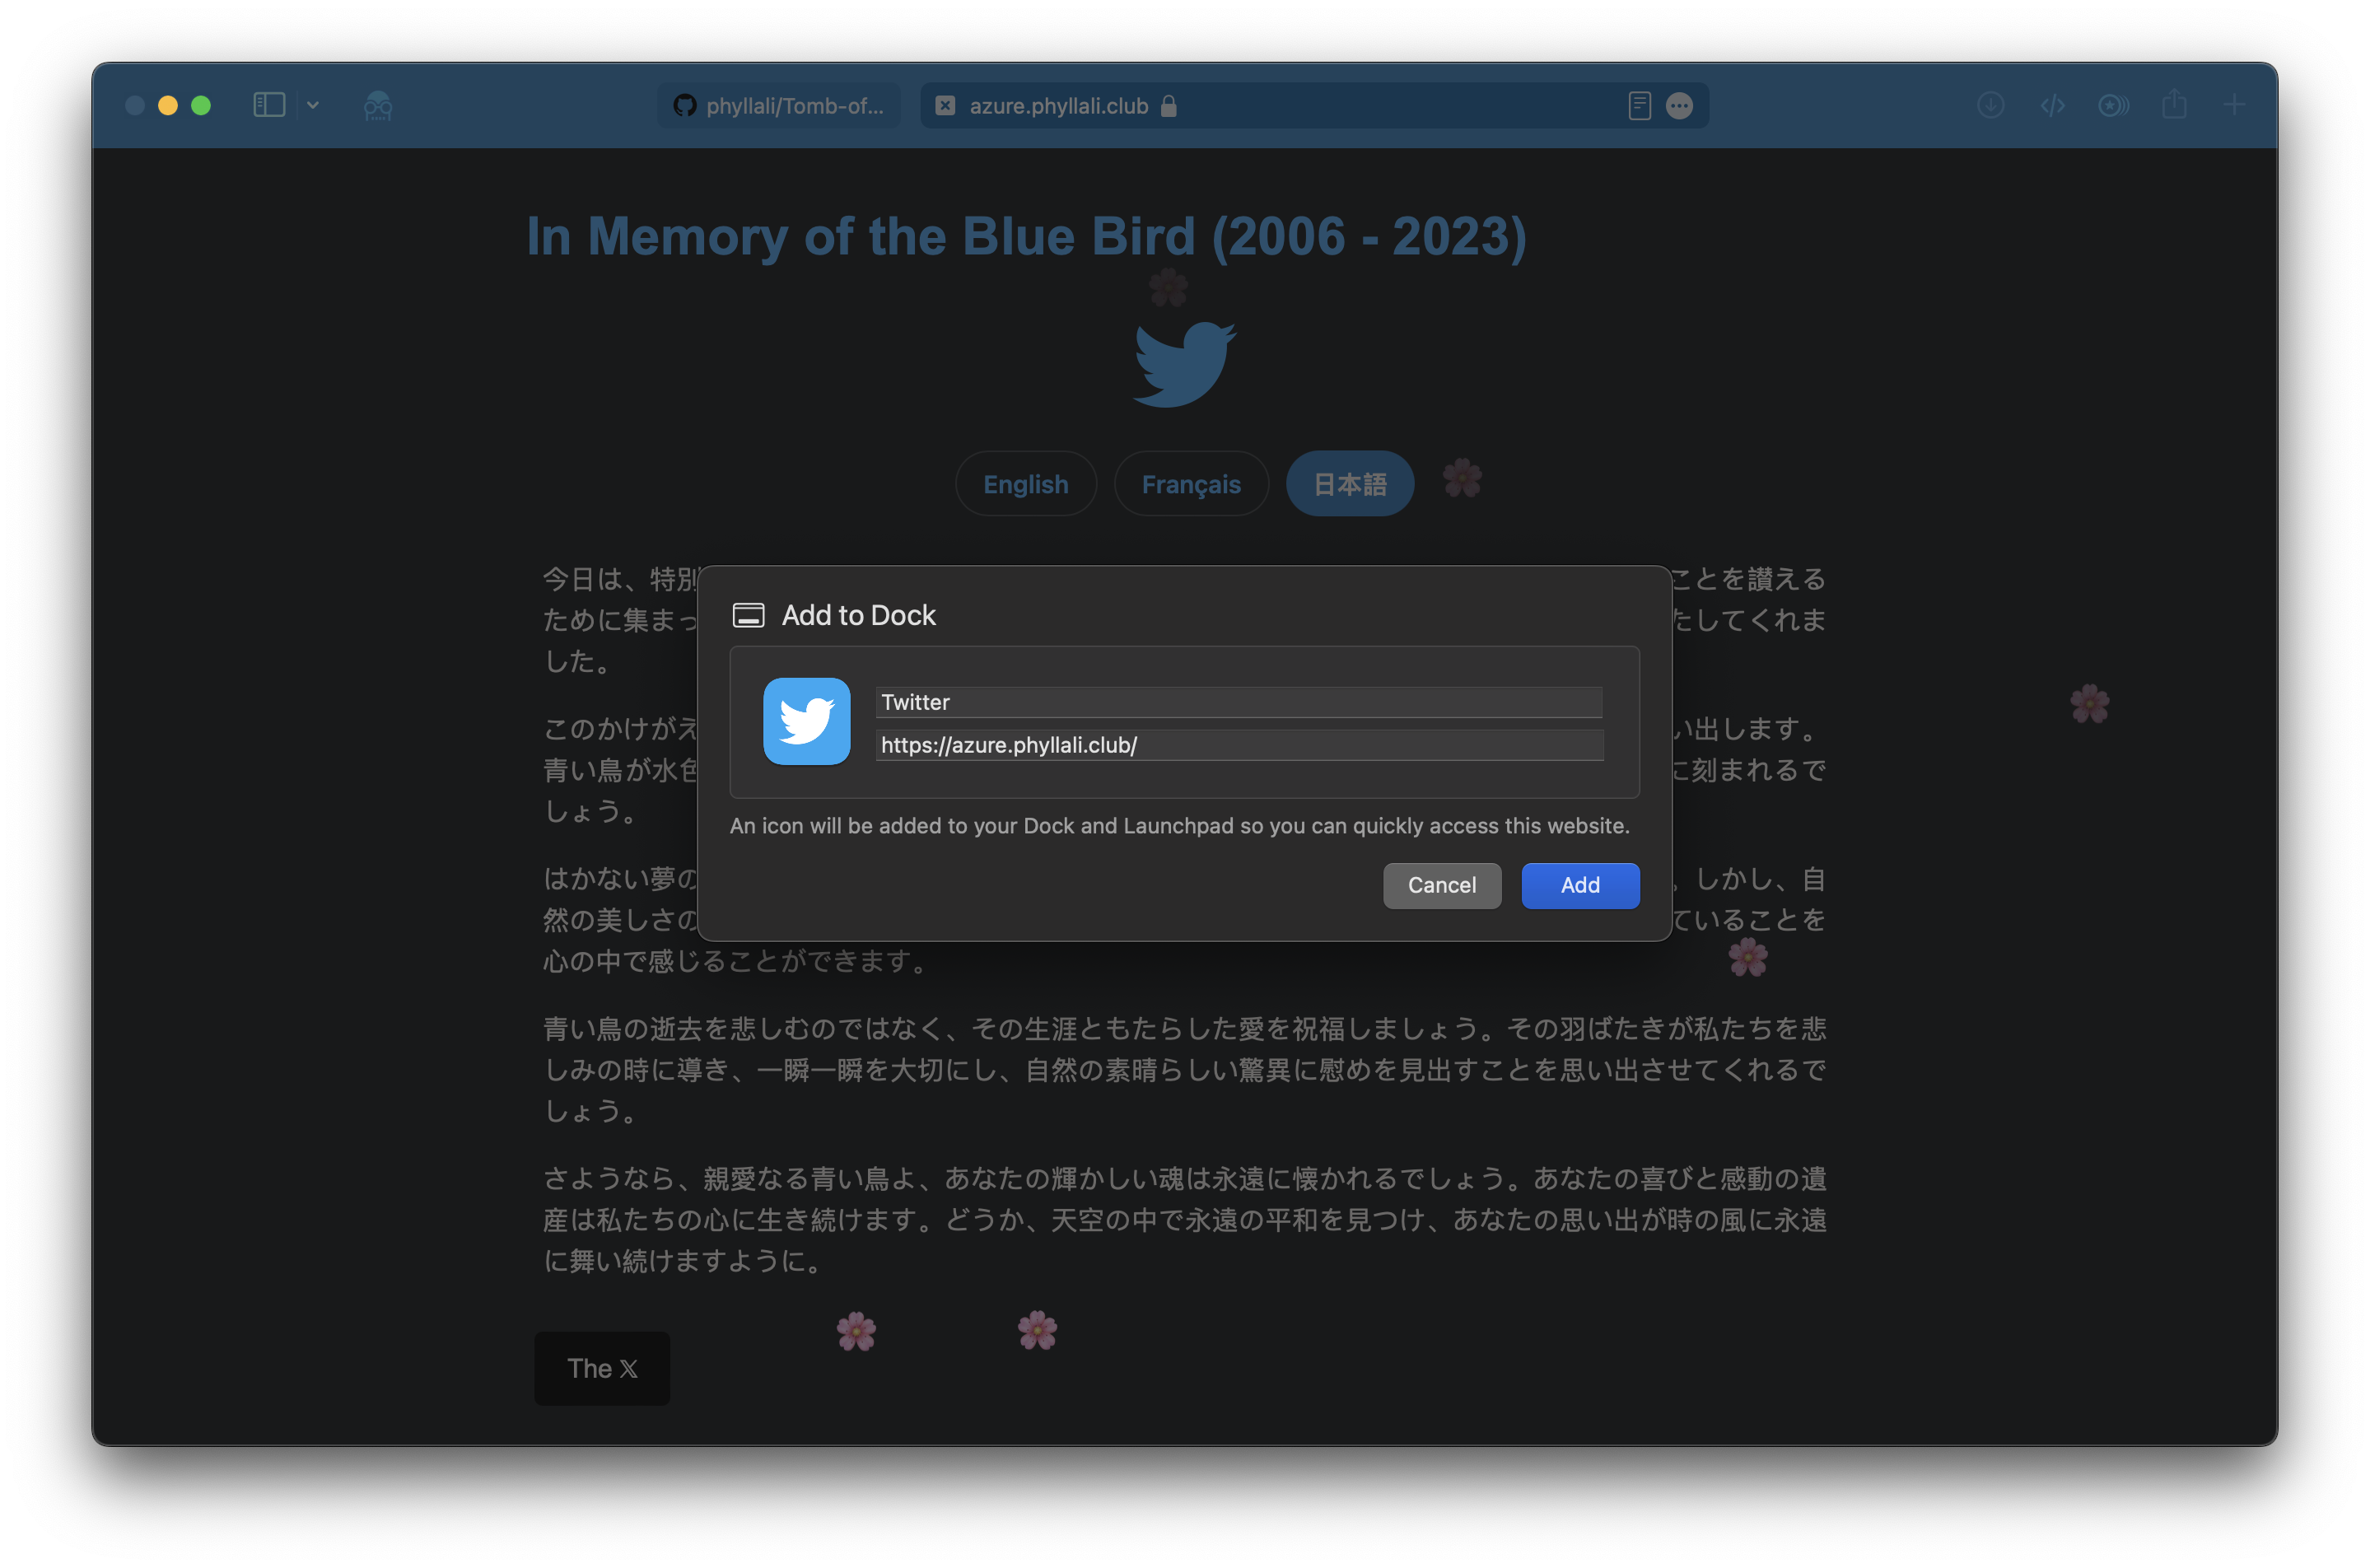 phyllali/Tomb-of...
azure.phyllali.club
In Memory of the Blue Bird (2006 - 2023)
English
Français
日本語
今日は、特別
ことを讃える
ために集まっ
たしてくれま
した。
Add to Dock
Twitter
https://azure.phyllali.club/
An icon will be added to your Dock and Launchpad so you can quickly access this website.
Cancel
Add
このかけがえ
い出します。
青い鳥が水色
に刻まれるで
しょう。
はかない夢の
。しかし、自
然の美しさの
ていることを
心の中で感じることができます。
青い鳥の逝去を悲しむのではなく、その生涯ともたらした愛を祝福しましょう。その羽ばたきが私たちを悲
しみの時に導き、一瞬一瞬を大切にし、自然の素晴らしい驚異に慰めを見出すことを思い出させてくれるで
しょう。
さようなら、親愛なる青い鳥よ、あなたの輝かしい魂は永遠に懐かれるでしょう。あなたの喜びと感動の遺
産は私たちの心に生き続けます。どうか、天空の中で永遠の平和を見つけ、あなたの思い出が時の風に永遠
に舞い続けますように。
The 𝕏